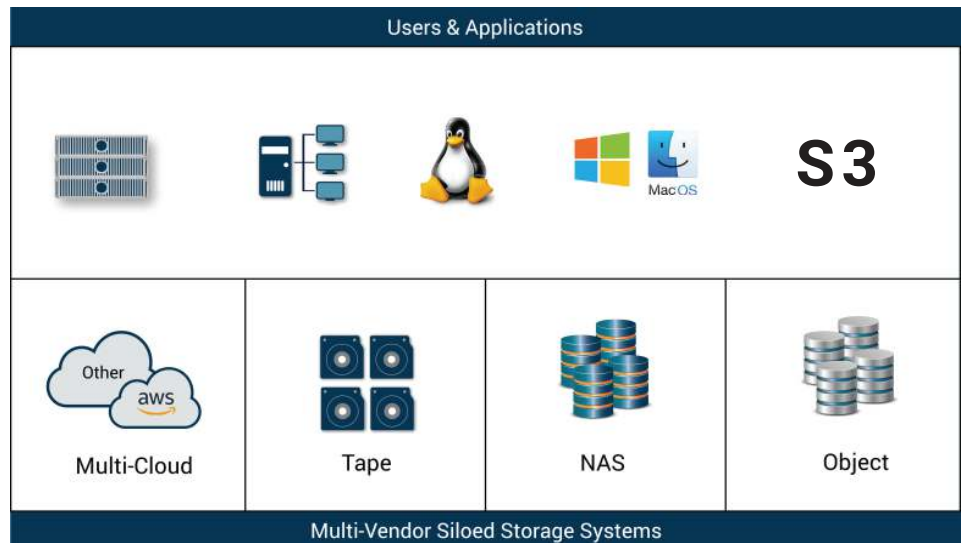 Users & Applications
MacOS
S3
Other
aws
Multi-Cloud
Tape
NAS
Object
Multi-Vendor Siloed Storage Systems